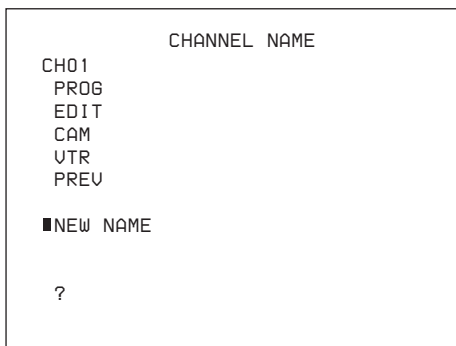 CHANNEL NAME
CH01
PROG
EDIT
CAM
VTR
PREV
NEW NAME
?